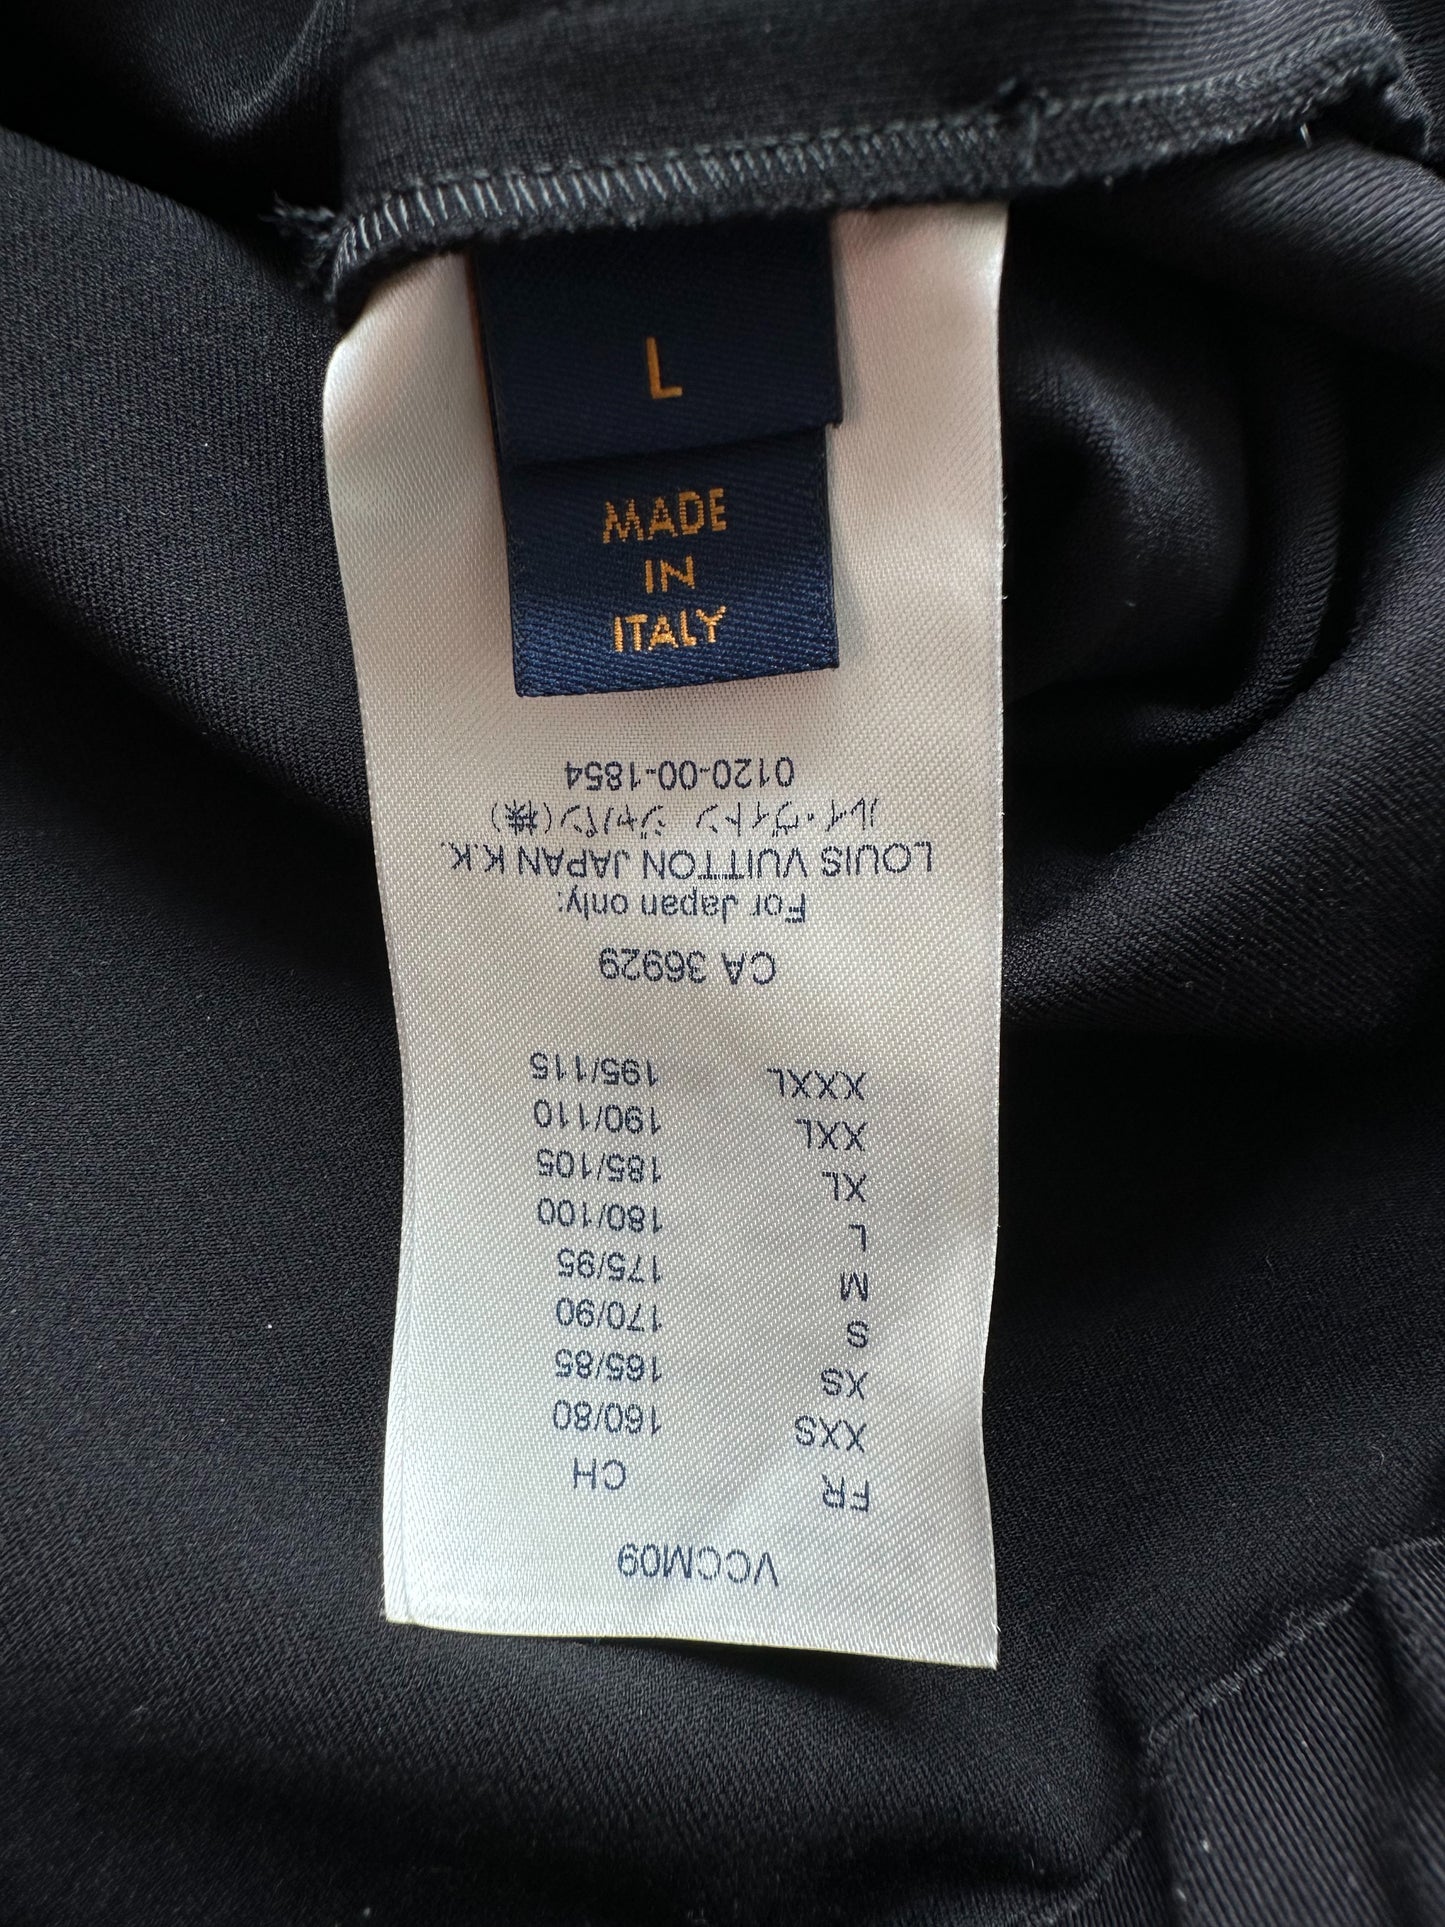 L
MADE
IN
ITALY
VCCM09
FR CH
XXS 160/80
XS 165/85
S 170/90
M 175/95
L 180/100
XL 185/105
XXL 190/110
XXXL 195/115
CA 36929
For Japan only:
LOUIS VUITTON JAPAN K.K.
ルイ・ヴィトン ジャパン(株)
0120-00-1854